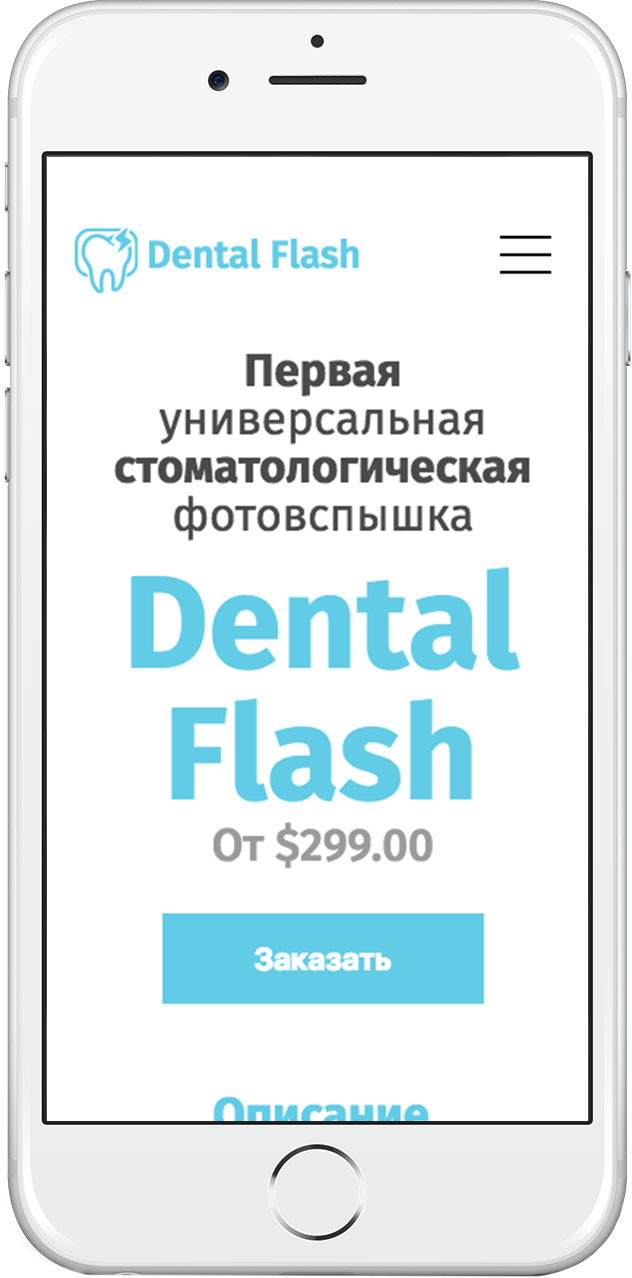 Dental Flash
Первая
универсальная
стоматологическая
фотовспышка
Dental
Flash
От $299.00
Заказать
Описание